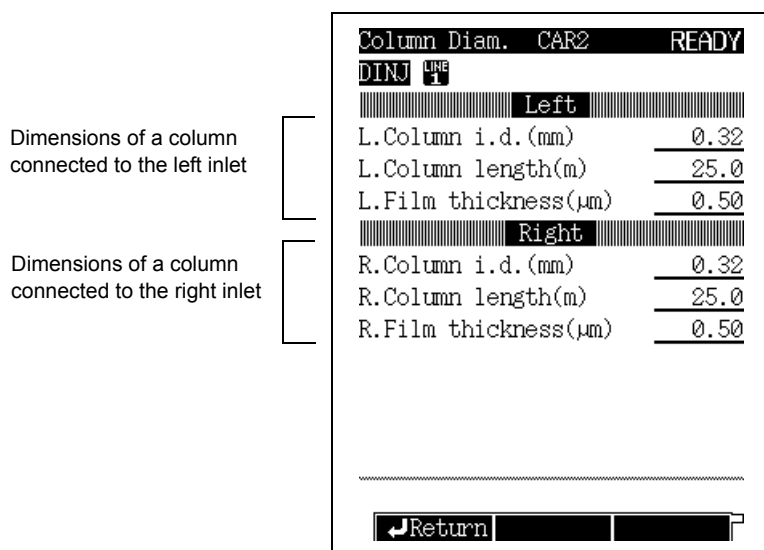 Column Diam. CAR2 READY
DINJ LINE 1
Left
Dimensions of a column
connected to the left inlet
L.Column i.d.(mm) 0.32
L.Column length(m) 25.0
L.Film thickness(μm) 0.50
Right
Dimensions of a column
connected to the right inlet
R.Column i.d.(mm) 0.32
R.Column length(m) 25.0
R.Film thickness(μm) 0.50
↵Return